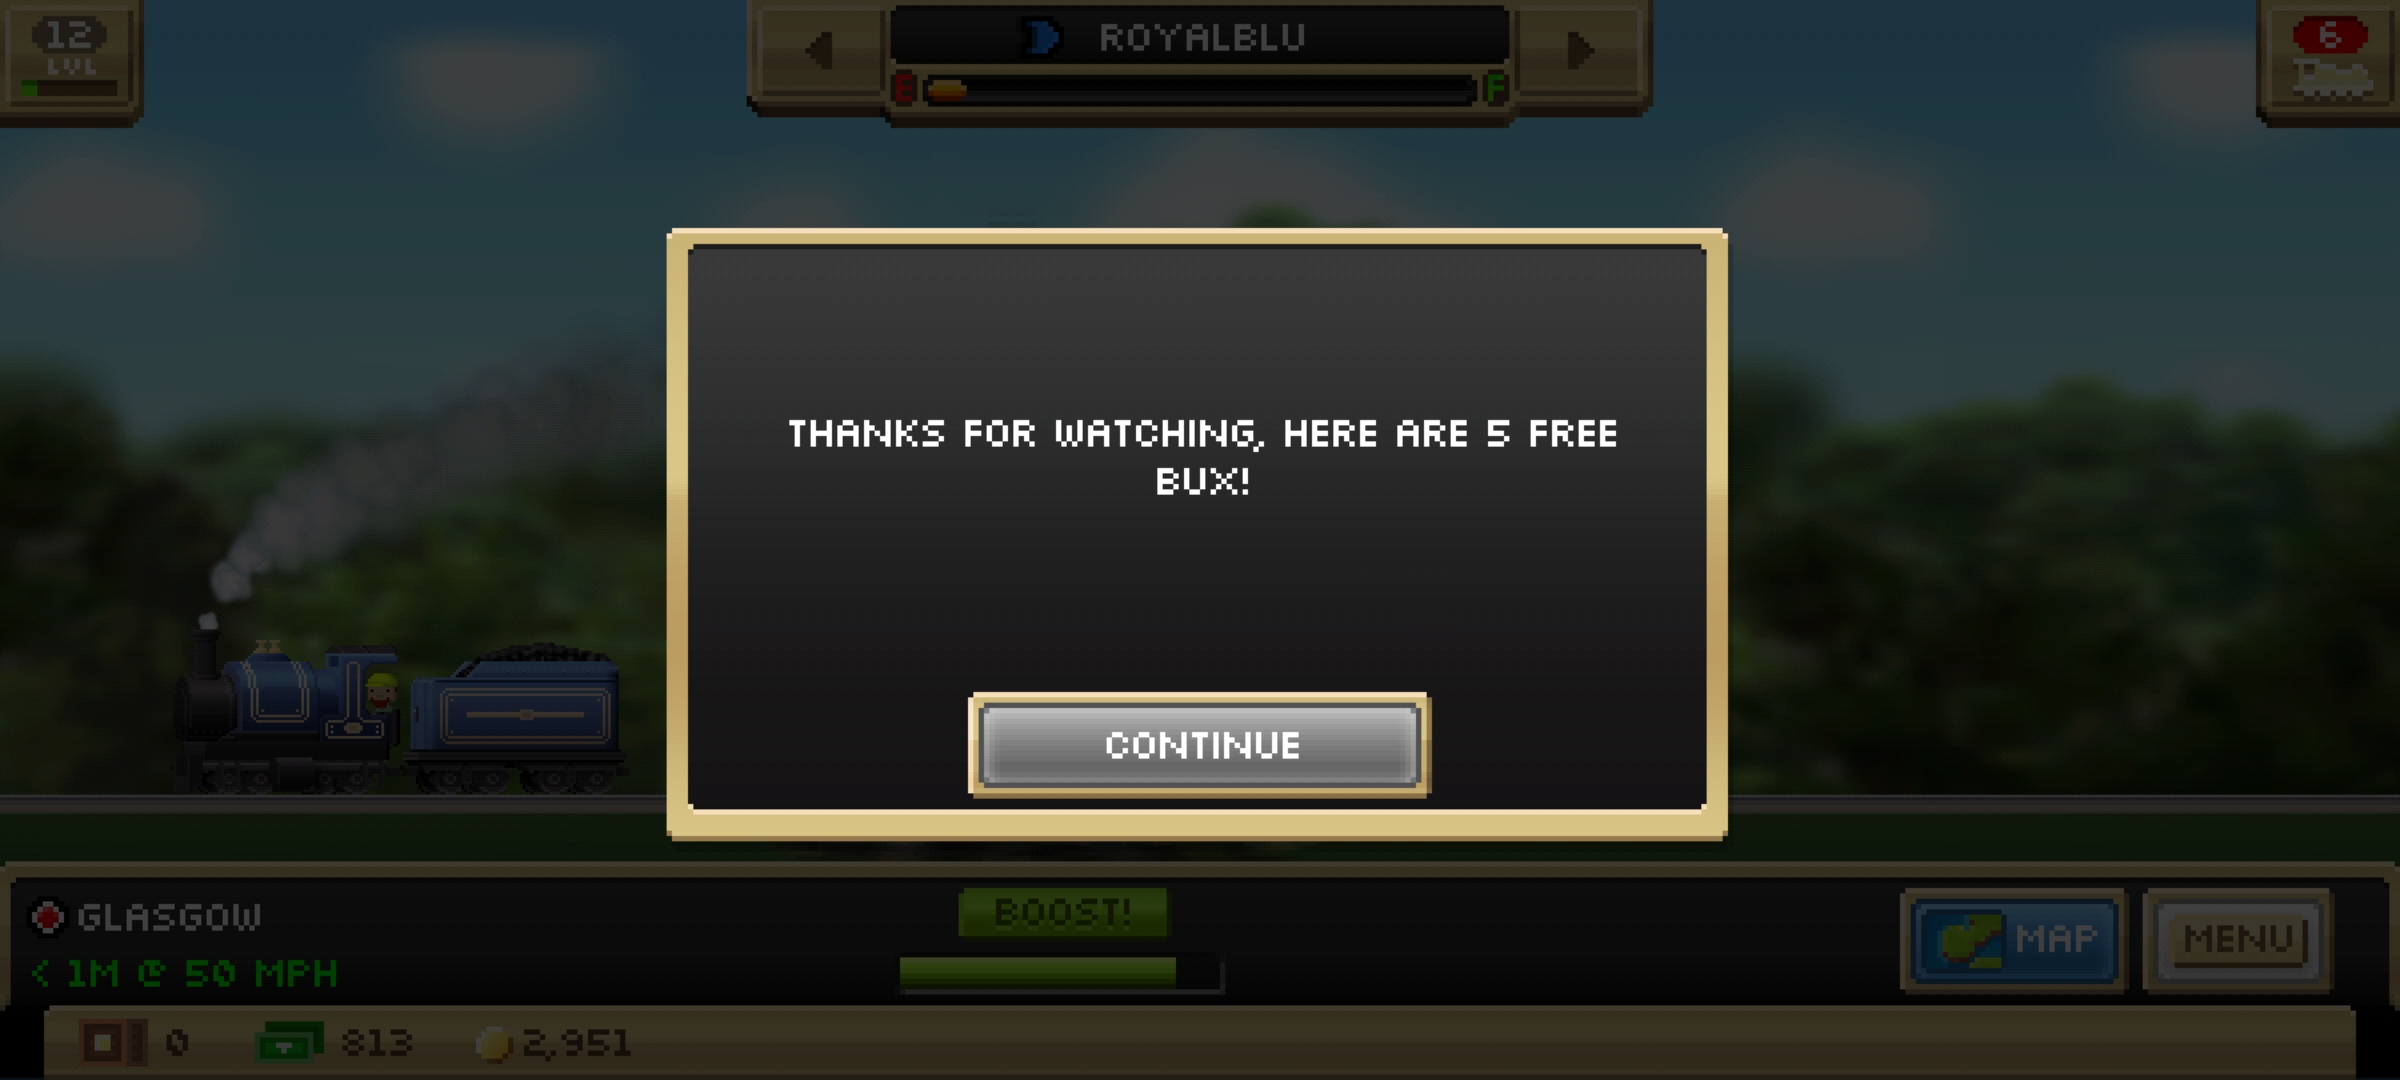 12
LVL
ROYALBLU
E F
6
THANKS FOR WATCHING, HERE ARE 5 FREE
BUX!
CONTINUE
GLASGOW
< 1M @ 50 MPH
BOOST!
MAP
MENU
0 813 2,951